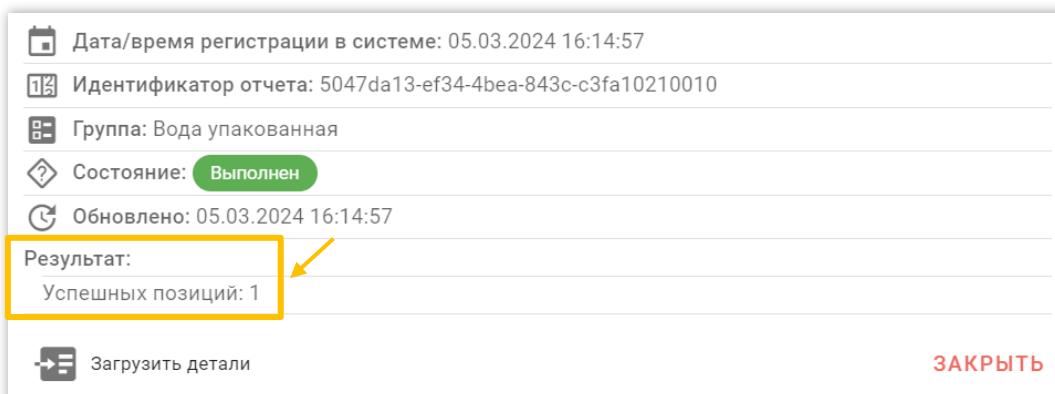 Дата/время регистрации в системе: 05.03.2024 16:14:57
Идентификатор отчета: 5047da13-ef34-4bea-843c-c3fa10210010
Группа: Вода упакованная
Состояние: Выполнен
Обновлено: 05.03.2024 16:14:57
Результат:
Успешных позиций: 1
Загрузить детали ЗАКРЫТЬ